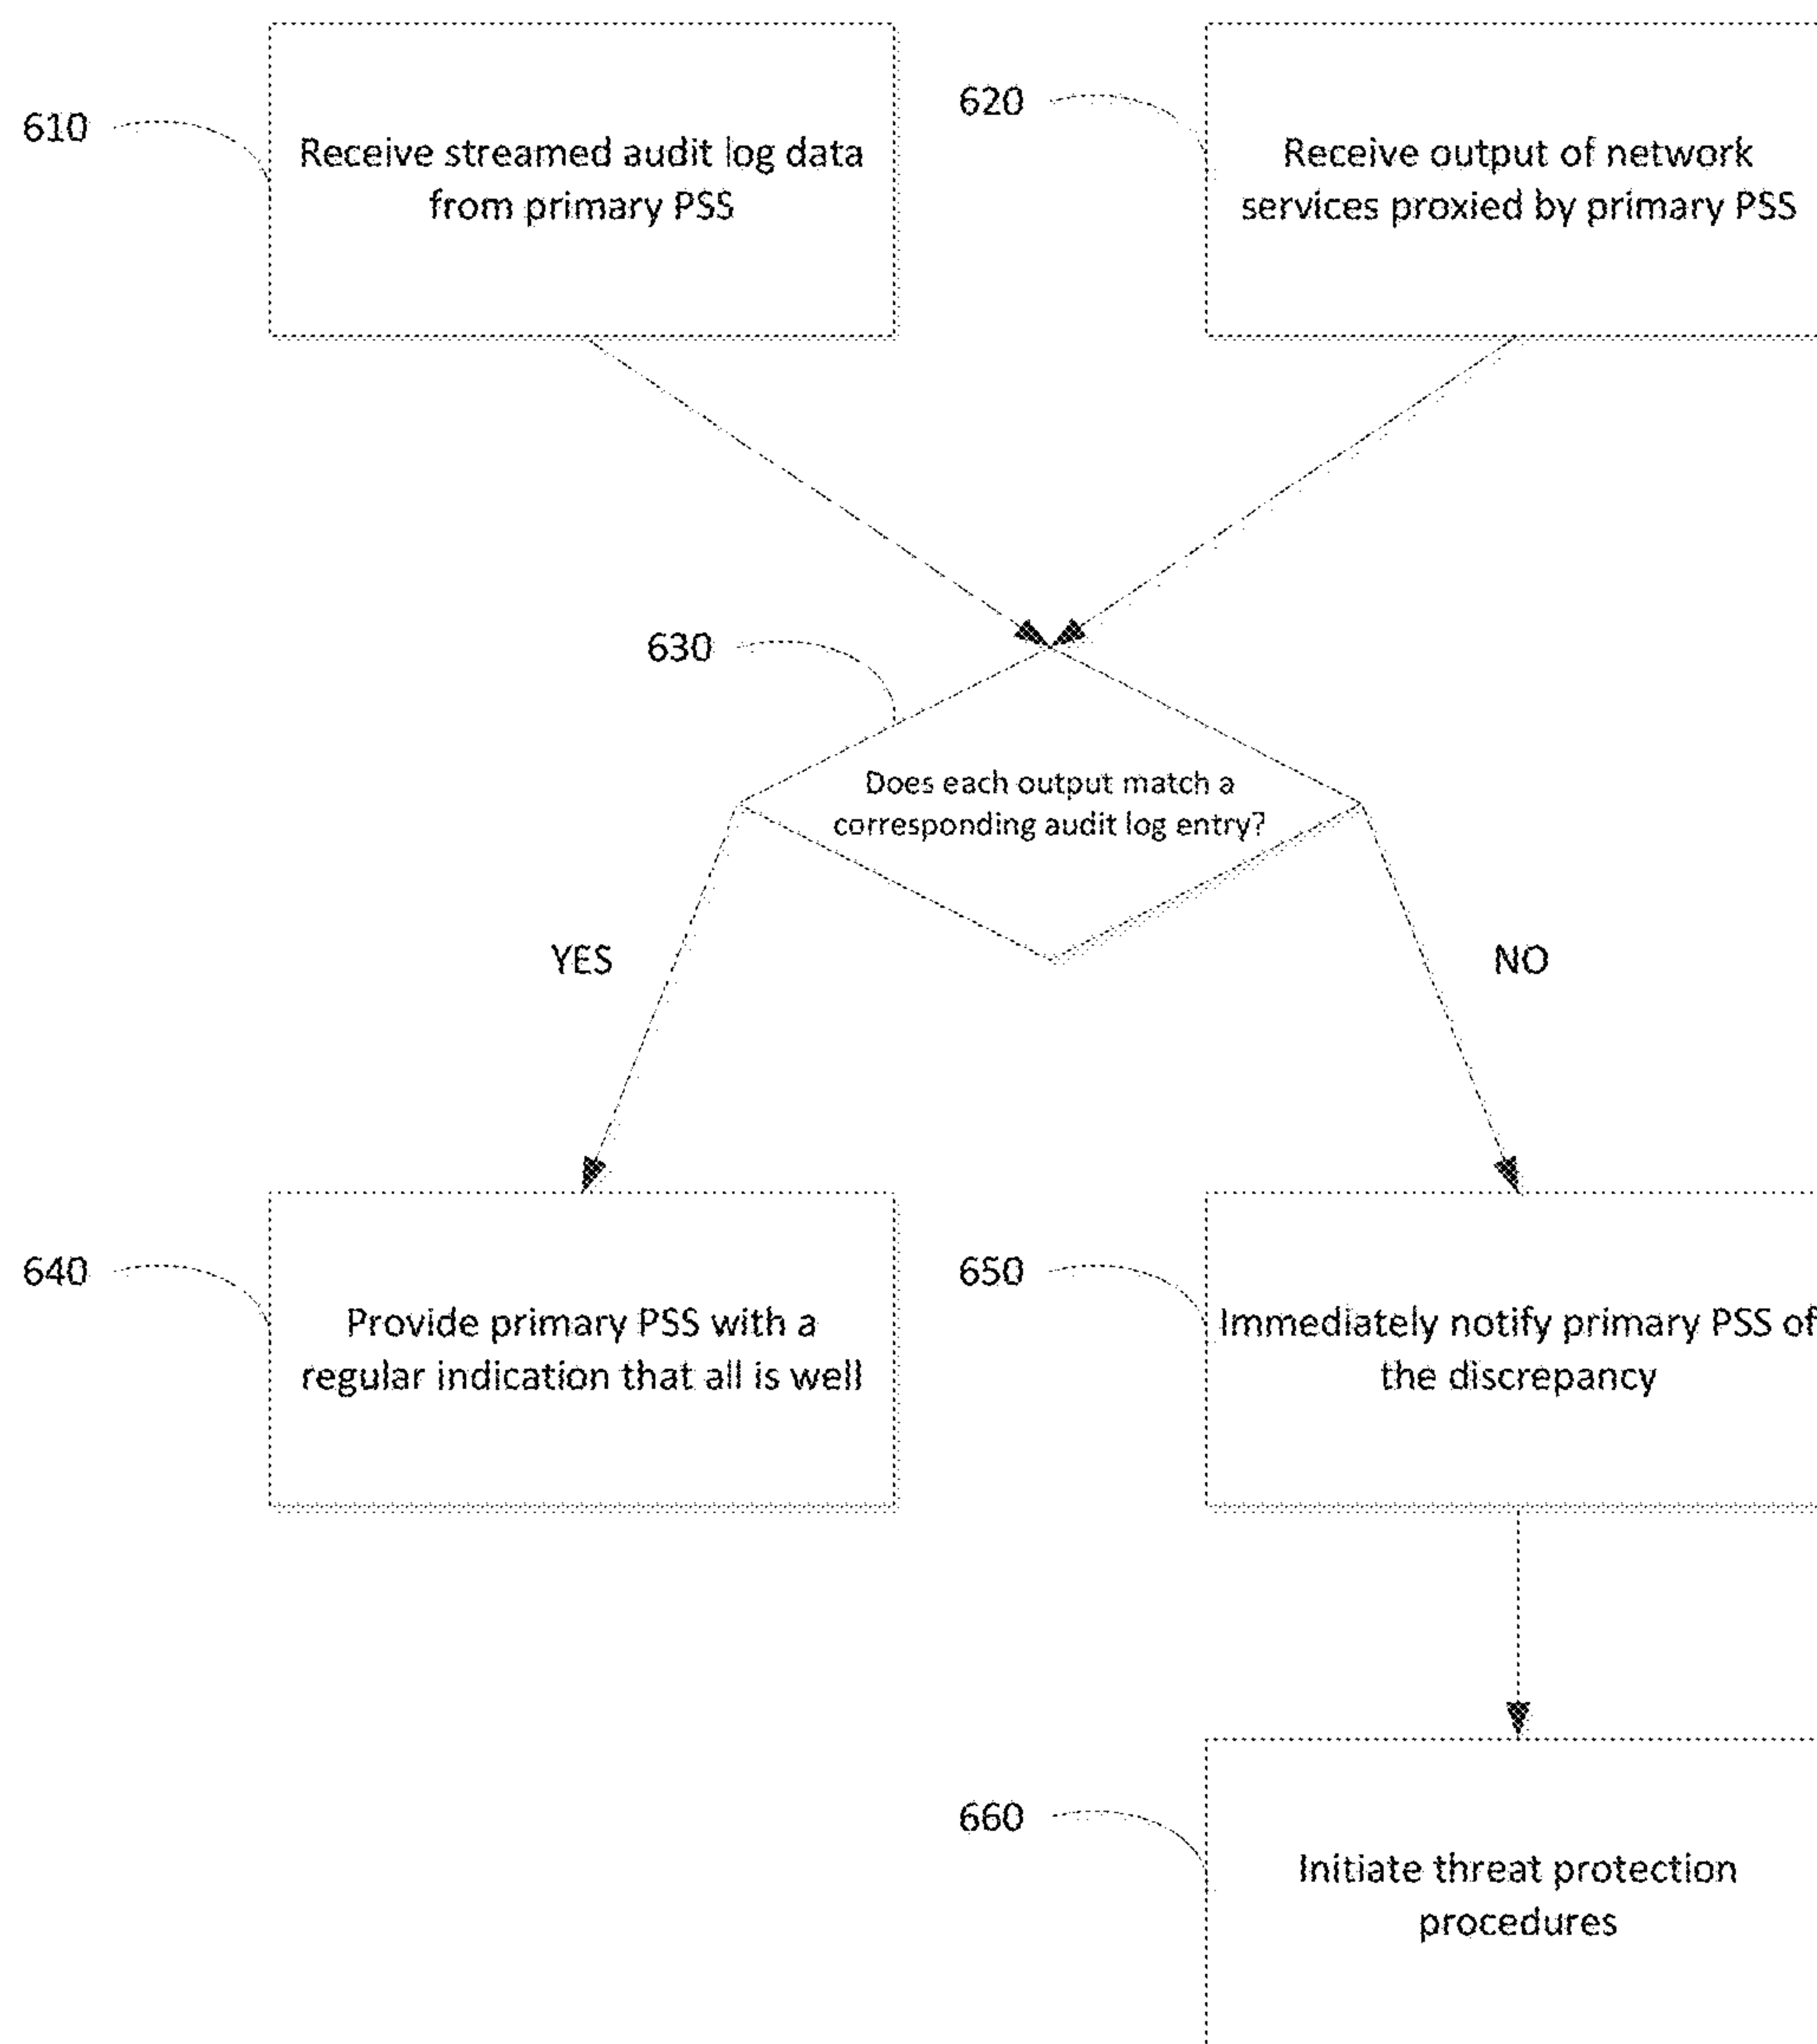 610
Receive streamed audit log data
from primary PSS
620
Receive output of network
services proxied by primary PSS
630
Does each output match a
corresponding audit log entry?
YES
NO
640
Provide primary PSS with a
regular indication that all is well
650
Immediately notify primary PSS of
the discrepancy
660
Initiate threat protection
procedures